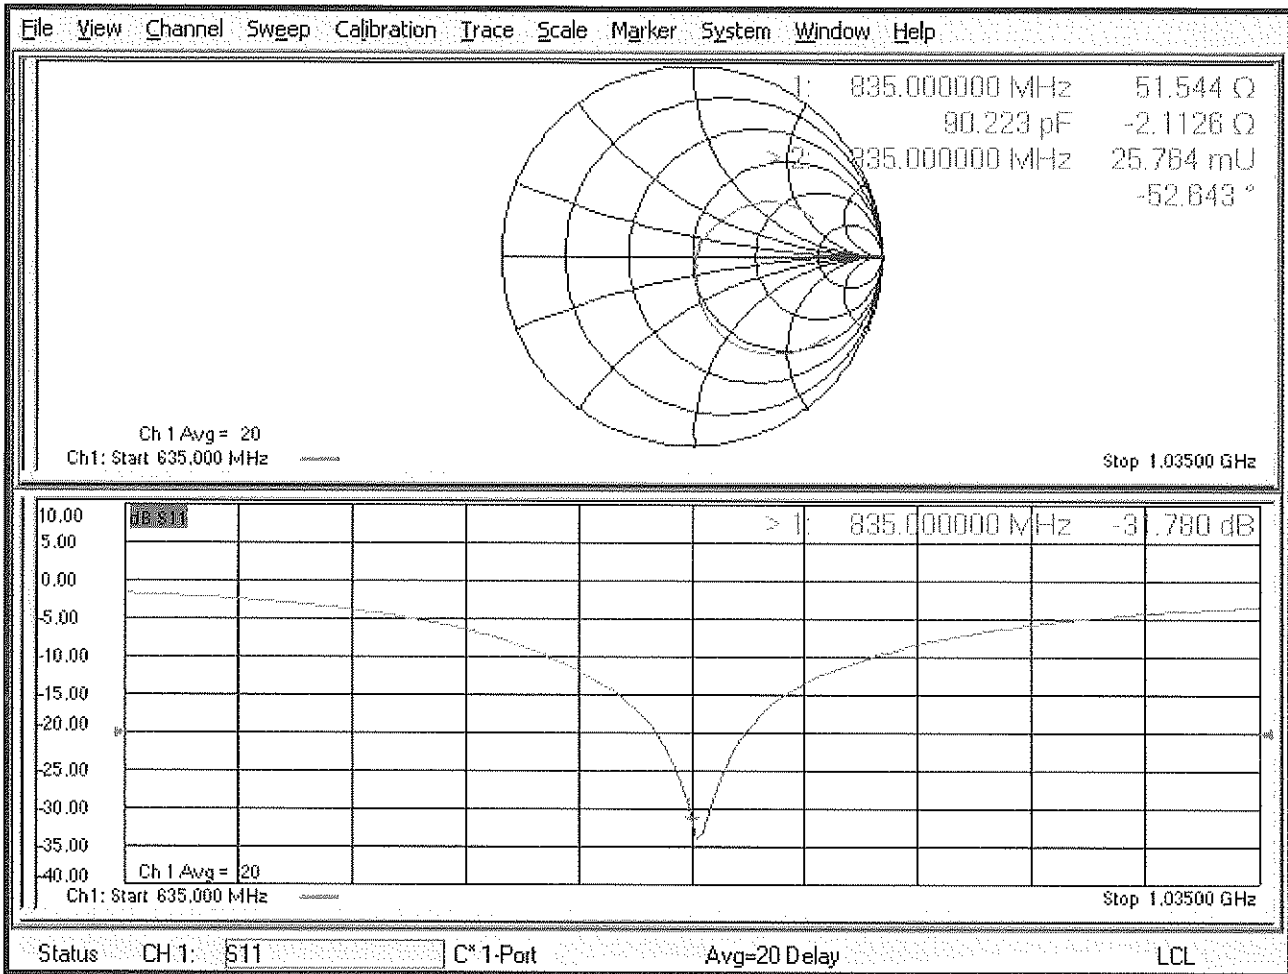 File View Channel Sweep Calibration Trace Scale Marker System Window Help
1: 835.000000 MHz 51.544 Ω
90.223 pF -2.1126 Ω
> 2: 835.000000 MHz 25.764 mU
-52.643 °
Ch 1 Avg = 20
Ch1: Start 635.000 MHz
Stop 1.03500 GHz
10.00
dB S11
> 1: 835.000000 MHz -31.780 dB
5.00
0.00
-5.00
-10.00
-15.00
-20.00
-25.00
-30.00
-35.00
-40.00
Ch 1 Avg = 20
Ch1: Start 635.000 MHz
Stop 1.03500 GHz
Status CH 1: S11 C* 1-Port Avg=20 Delay LCL